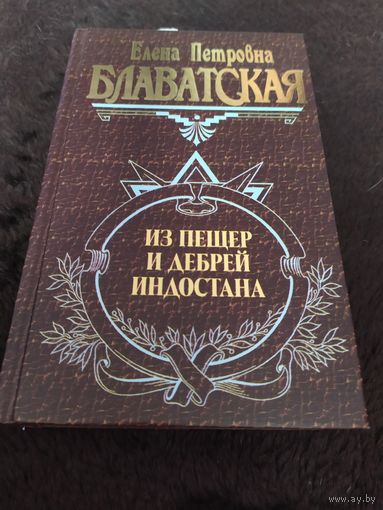 Елена Петровна
БЛАВАТСКАЯ
ИЗ ПЕЩЕР
И ДЕБРЕЙ
ИНДОСТАНА
www.ay.by